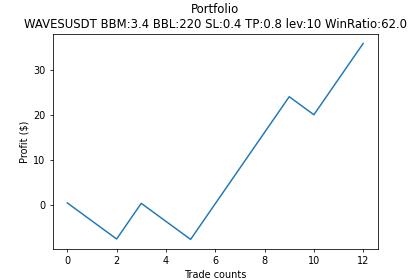 Portfolio
WAVESUSDT BBM:3.4 BBL:220 SL:0.4 TP:0.8 lev:10 WinRatio:62.0
30
20
10
0
Profit ($)
0 2 4 6 8 10 12
Trade counts